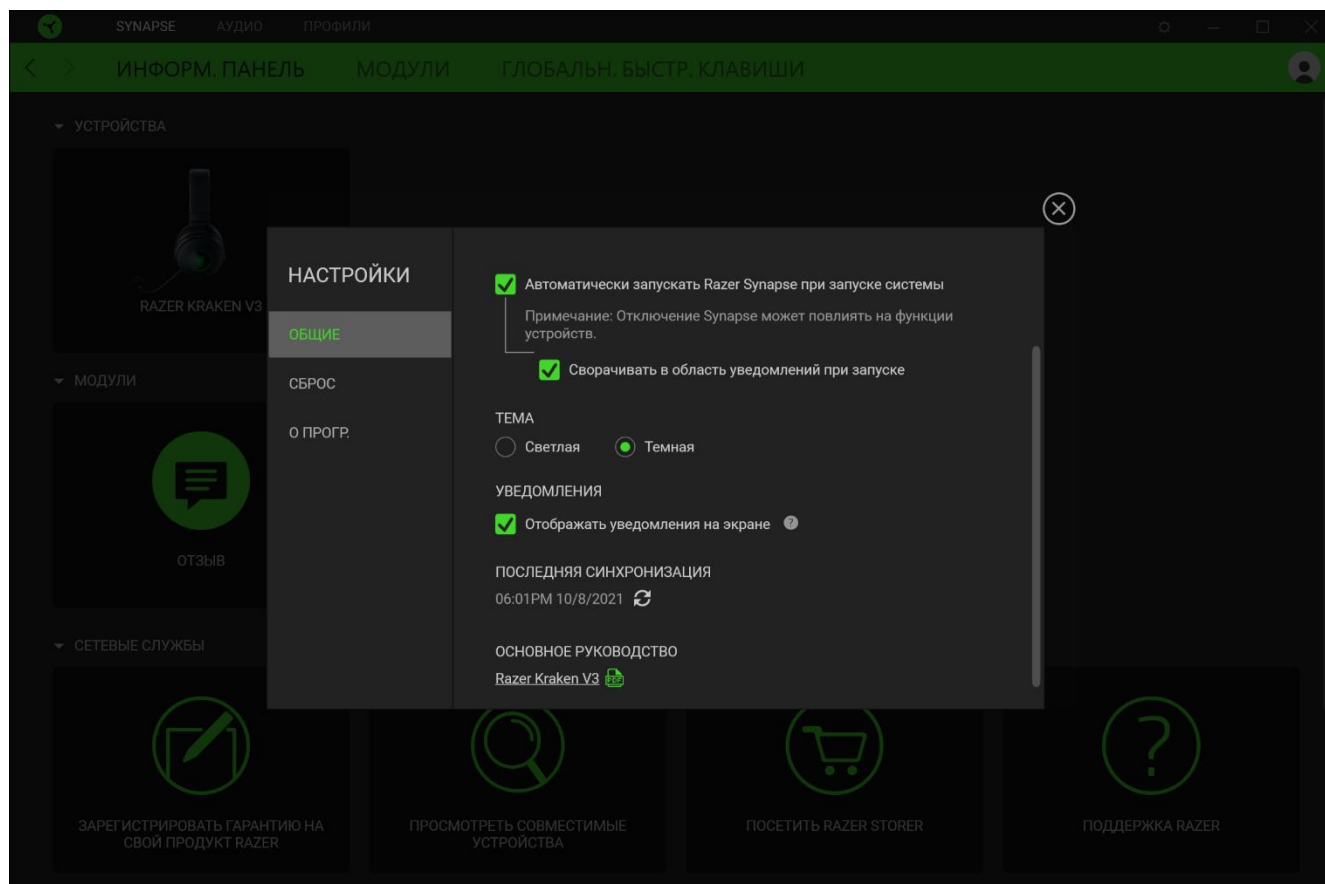 SYNAPSE АУДИО ПРОФИЛИ
ИНФОРМ. ПАНЕЛЬ МОДУЛИ ГЛОБАЛЬН. БЫСТР. КЛАВИШИ
УСТРОЙСТВА
RAZER KRAKEN V3
МОДУЛИ
ОТЗЫВ
СЕТЕВЫЕ СЛУЖБЫ
НАСТРОЙКИ
ОБЩИЕ
СБРОС
О ПРОГР.
Автоматически запускать Razer Synapse при запуске системы
Примечание: Отключение Synapse может повлиять на функции
устройств.
Сворачивать в область уведомлений при запуске
ТЕМА
Светлая Темная
УВЕДОМЛЕНИЯ
Отображать уведомления на экране ?
ПОСЛЕДНЯЯ СИНХРОНИЗАЦИЯ
06:01PM 10/8/2021
ОСНОВНОЕ РУКОВОДСТВО
Razer Kraken V3 PDF
ЗАРЕГИСТРИРОВАТЬ ГАРАНТИЮ НА
СВОЙ ПРОДУКТ RAZER
ПРОСМОТРЕТЬ СОВМЕСТИМЫЕ
УСТРОЙСТВА
ПОСЕТИТЬ RAZER STORER
ПОДДЕРЖКА RAZER